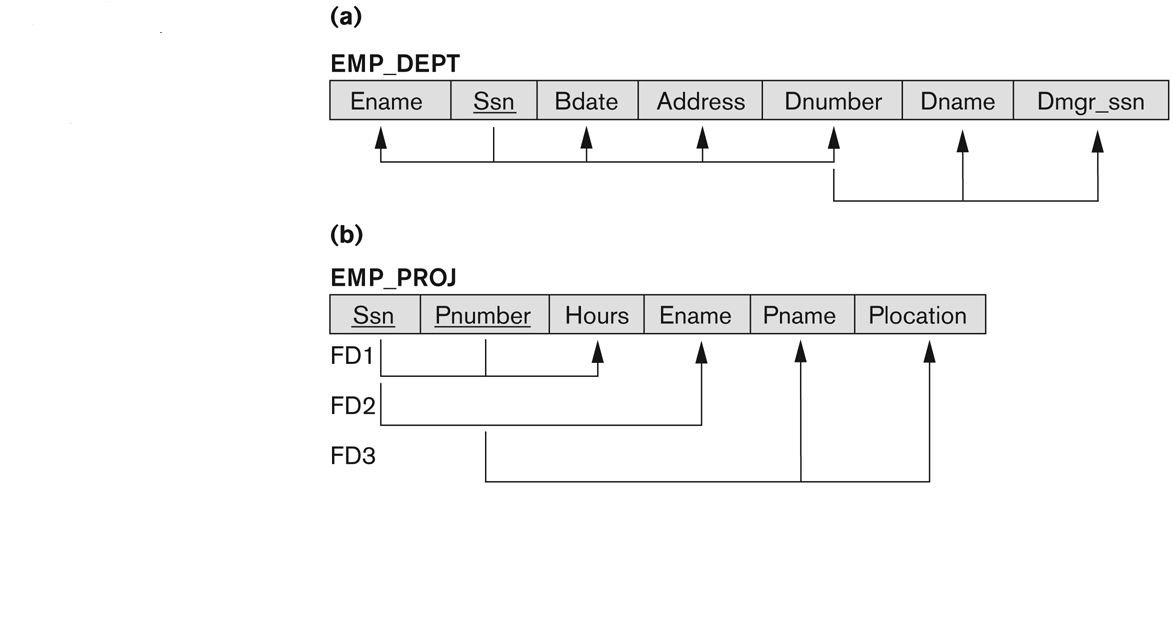 (a)
EMP_DEPT
Ename Ssn Bdate Address Dnumber Dname Dmgr_ssn
(b)
EMP_PROJ
Ssn Pnumber Hours Ename Pname Plocation
FD1
FD2
FD3